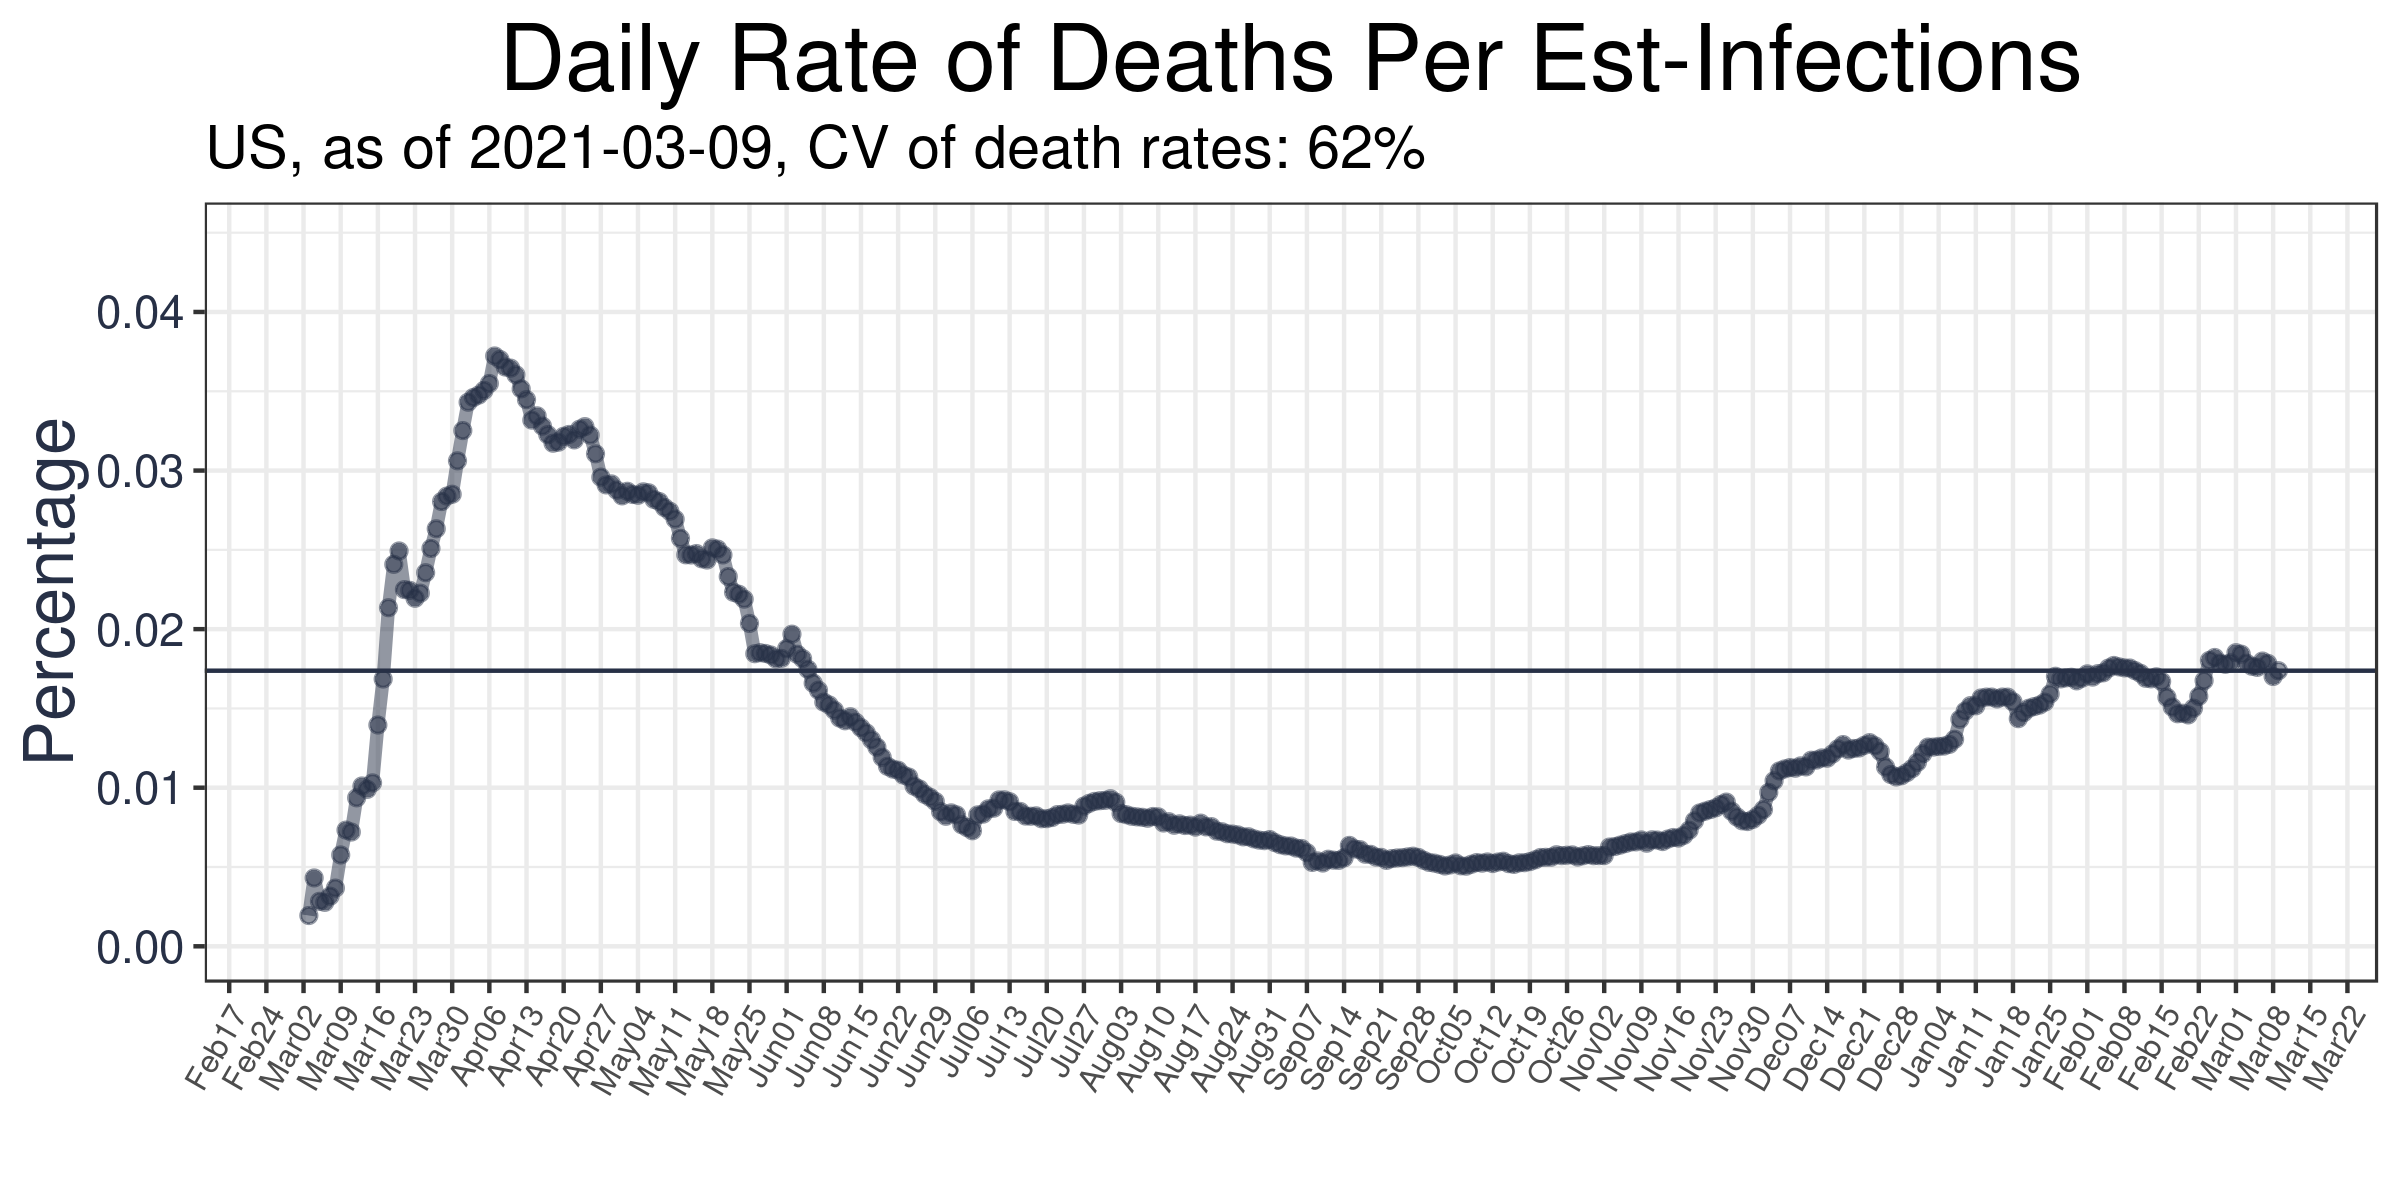 Daily Rate of Deaths Per Est-Infections
US, as of 2021-03-09, CV of death rates: 62%
Percentage
0.04
0.03
0.02
0.01
0.00
Feb17
Feb24
Mar02
Mar09
Mar16
Mar23
Mar30
Apr06
Apr13
Apr20
Apr27
May04
May11
May18
May25
Jun01
Jun08
Jun15
Jun22
Jun29
Jul06
Jul13
Jul20
Jul27
Aug03
Aug10
Aug17
Aug24
Aug31
Sep07
Sep14
Sep21
Sep28
Oct05
Oct12
Oct19
Oct26
Nov02
Nov09
Nov16
Nov23
Nov30
Dec07
Dec14
Dec21
Dec28
Jan04
Jan11
Jan18
Jan25
Feb01
Feb08
Feb15
Feb22
Mar01
Mar08
Mar15
Mar22